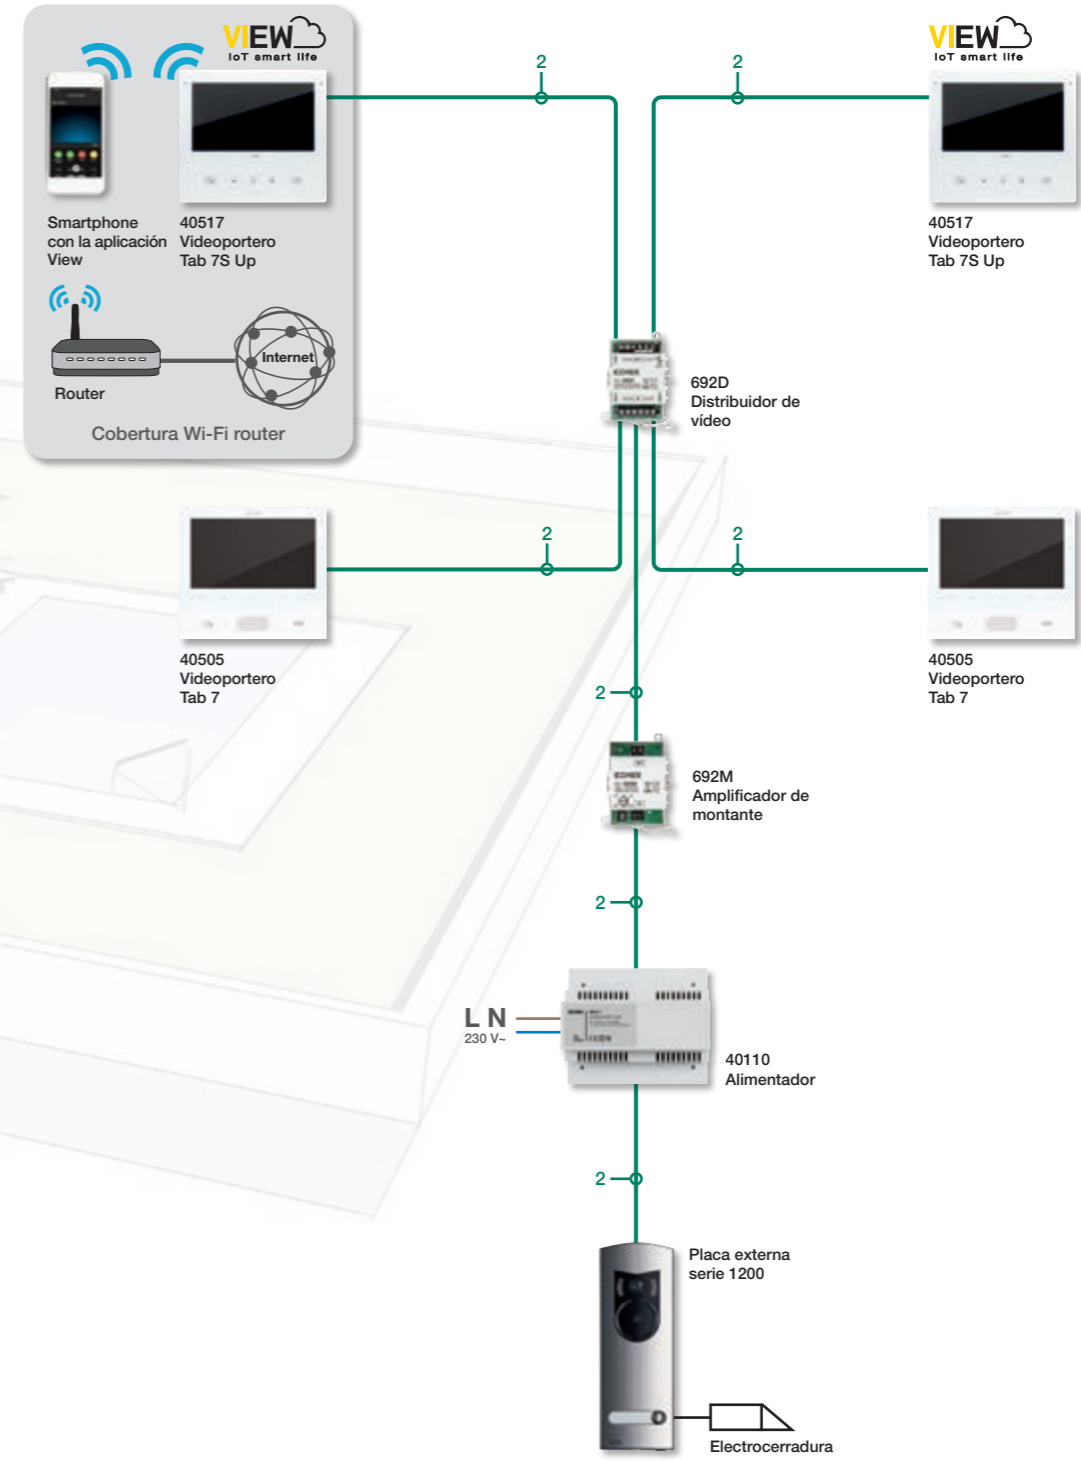 VIEW
IoT smart life
VIEW
IoT smart life
2
2
Smartphone
con la aplicación
View
40517
Videoportero
Tab 7S Up
40517
Videoportero
Tab 7S Up
Internet
Router
Cobertura Wi-Fi router
692D
Distribuidor de
vídeo
2
2
40505
Videoportero
Tab 7
40505
Videoportero
Tab 7
2
692M
Amplificador de
montante
2
L N
230 V~
40110
Alimentador
2
Placa externa
serie 1200
Electrocerradura